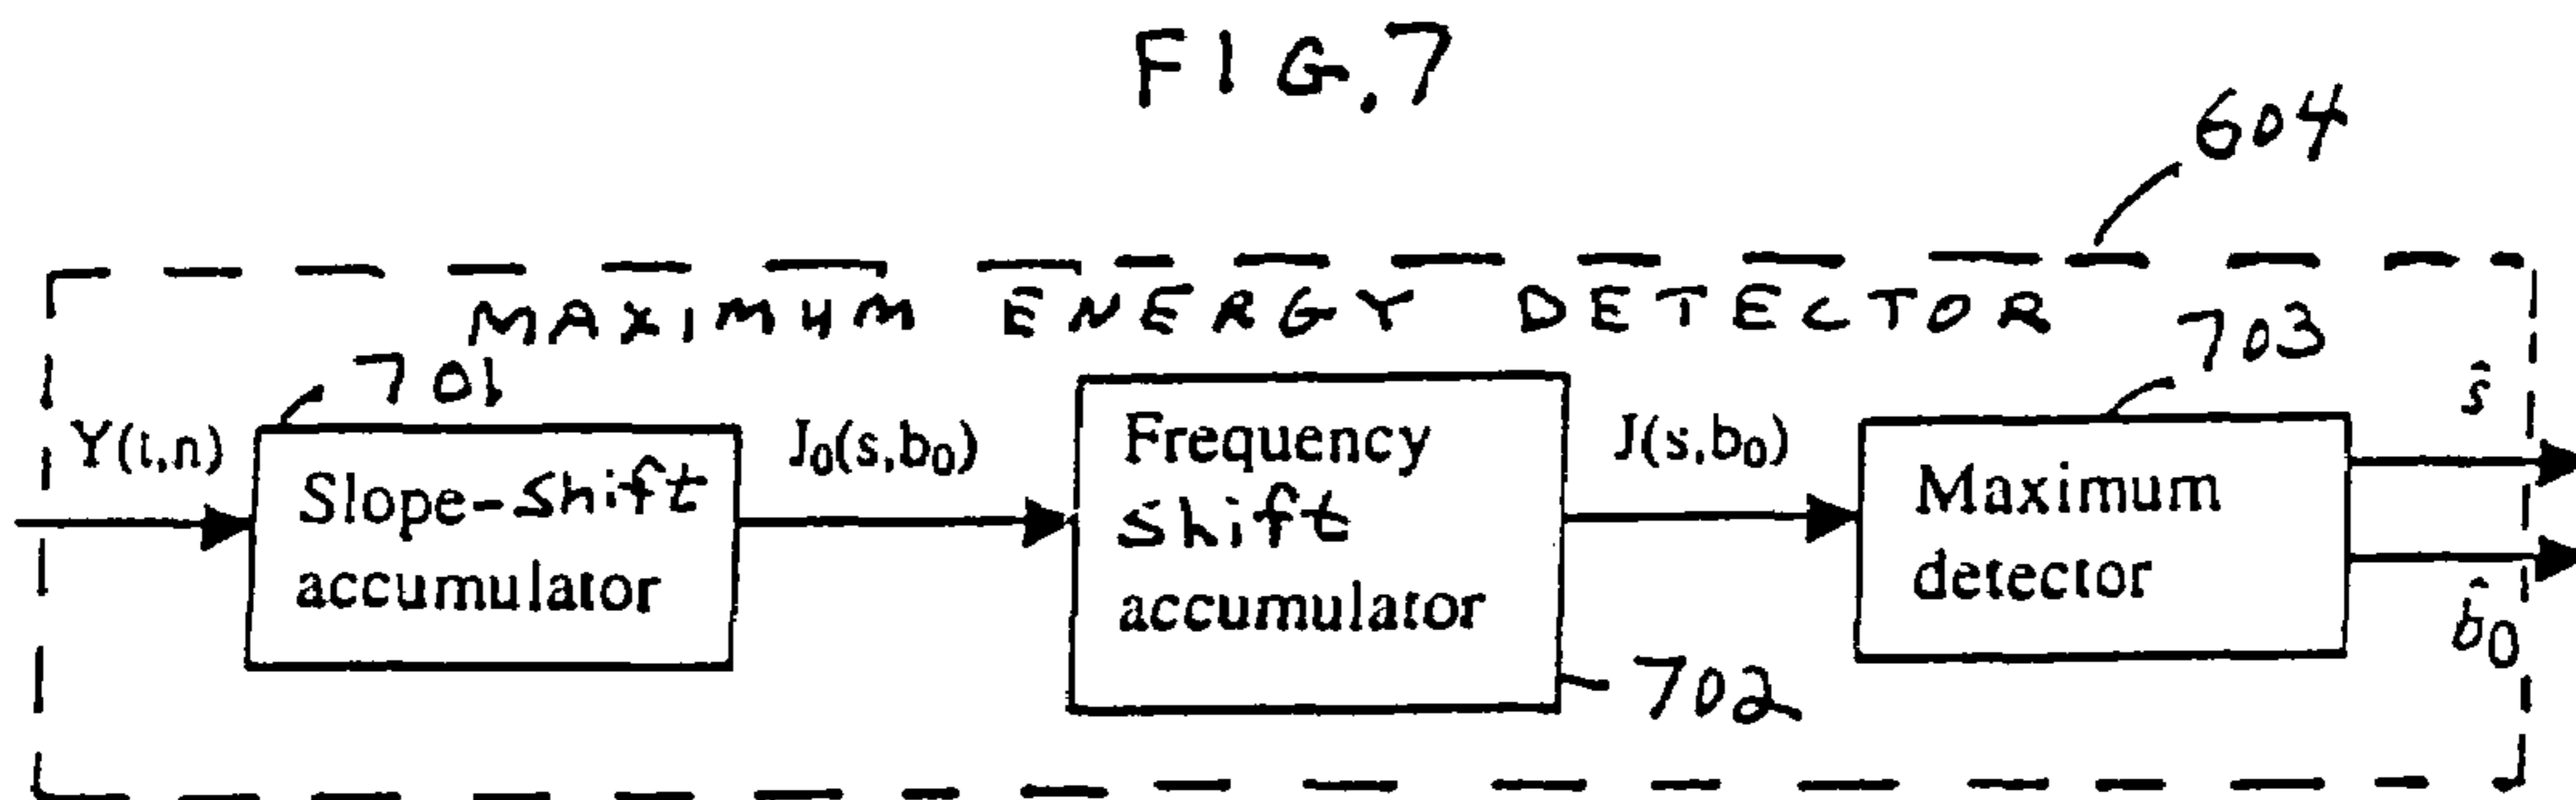 FIG.7
604
MAXIMUM ENERGY DETECTOR
701
703
Y(t,n)
Slope-shift
accumulator
J₀(s,b₀)
Frequency
shift
accumulator
702
J(s,b₀)
Maximum
detector
ŝ
b̂₀